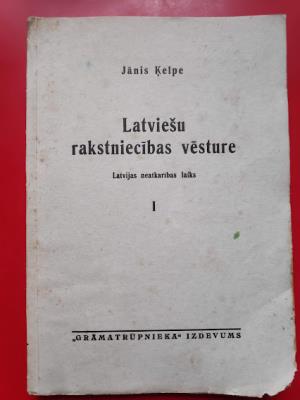 Jānis Ķelpe
Latviešu
rakstniecības vēsture
Latvijas neatkarības laiks
I
„GRĀMATRŪPNIEKA“ IZDEVUMS